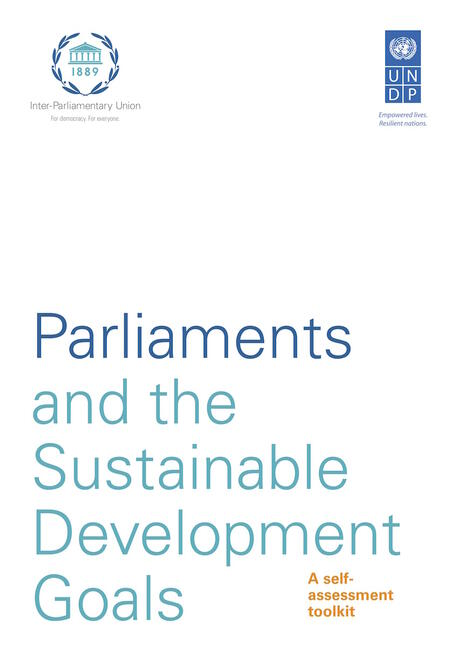 1889
Inter-Parliamentary Union
For democracy. For everyone.
U N
D P
Empowered lives.
Resilient nations.
Parliaments
and the
Sustainable
Development
Goals
A self-
assessment
toolkit